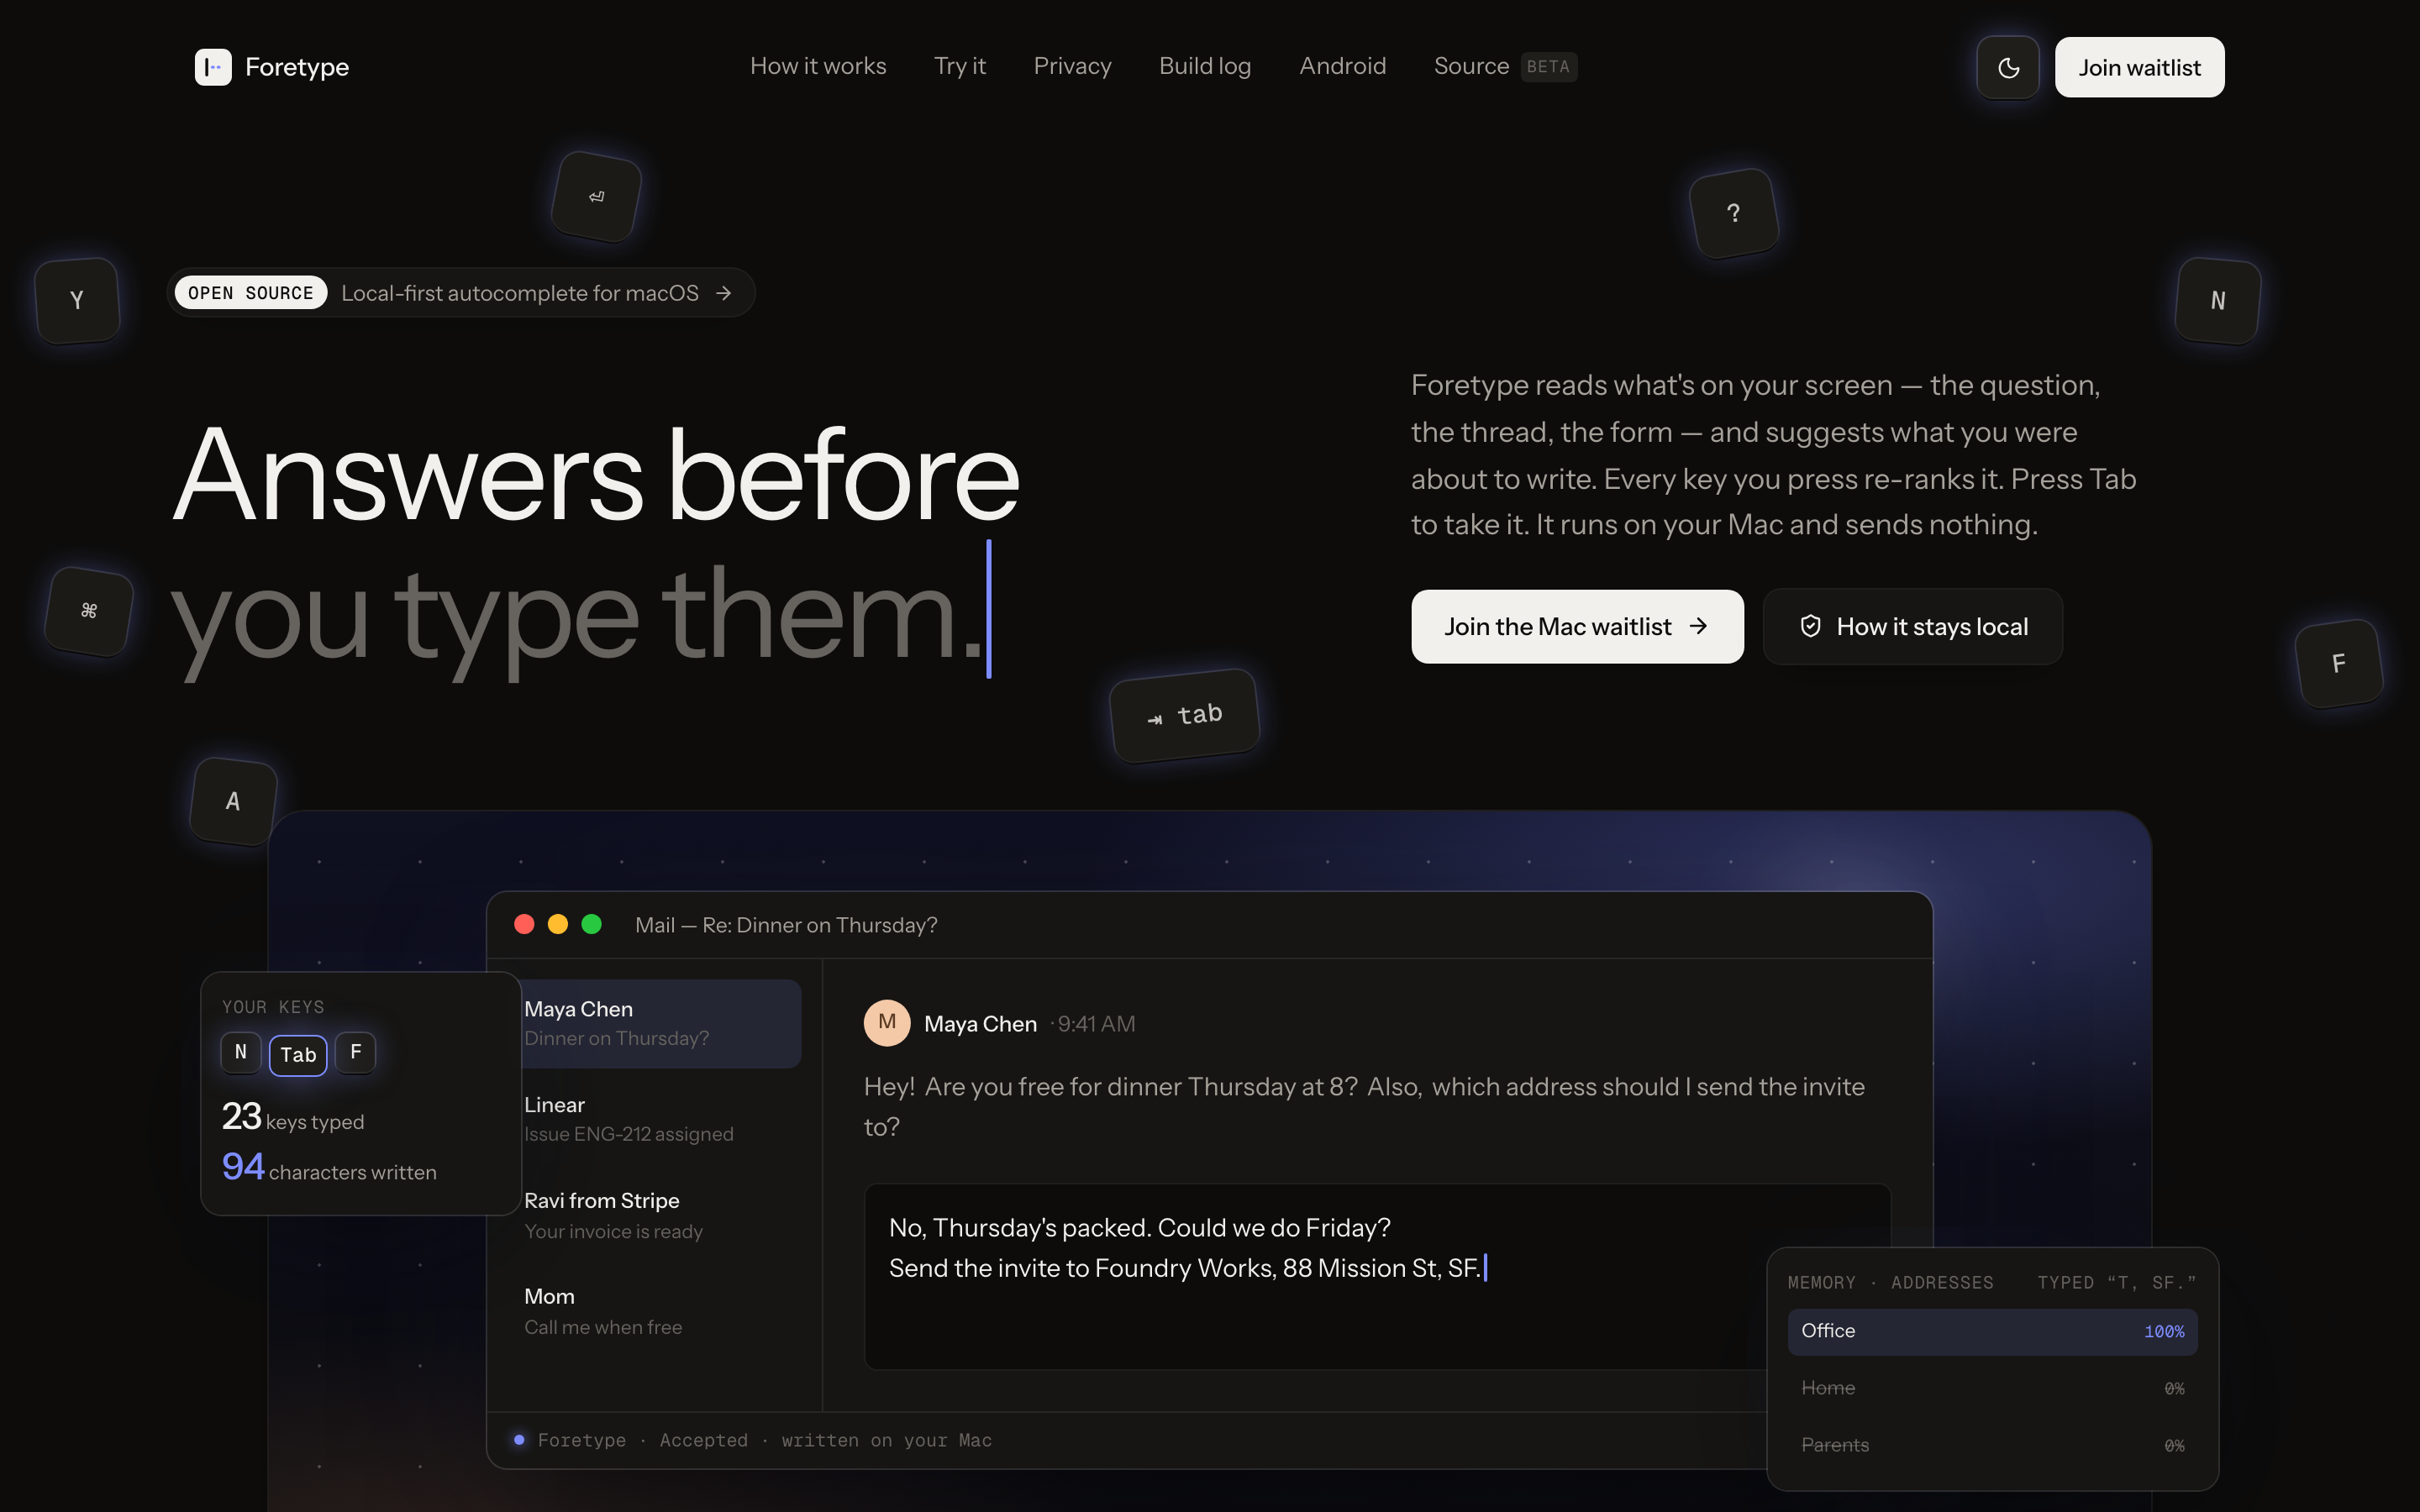 Foretype
How it works
Try it
Privacy
Build log
Android
Source BETA
Join waitlist
⏎
?
Y
N
OPEN SOURCE Local-first autocomplete for macOS →
Answers before
you type them.
Foretype reads what's on your screen — the question,
the thread, the form — and suggests what you were
about to write. Every key you press re-ranks it. Press Tab
to take it. It runs on your Mac and sends nothing.
Join the Mac waitlist →
How it stays local
⌘
F
⇥ tab
A
Mail — Re: Dinner on Thursday?
YOUR KEYS
N Tab F
23 keys typed
94 characters written
Maya Chen
Dinner on Thursday?
Linear
Issue ENG-212 assigned
Ravi from Stripe
Your invoice is ready
Mom
Call me when free
M Maya Chen · 9:41 AM
Hey! Are you free for dinner Thursday at 8? Also, which address should I send the invite
to?
No, Thursday's packed. Could we do Friday?
Send the invite to Foundry Works, 88 Mission St, SF.
MEMORY · ADDRESSES TYPED “T, SF.”
Office 100%
Home 0%
Parents 0%
Foretype · Accepted · written on your Mac